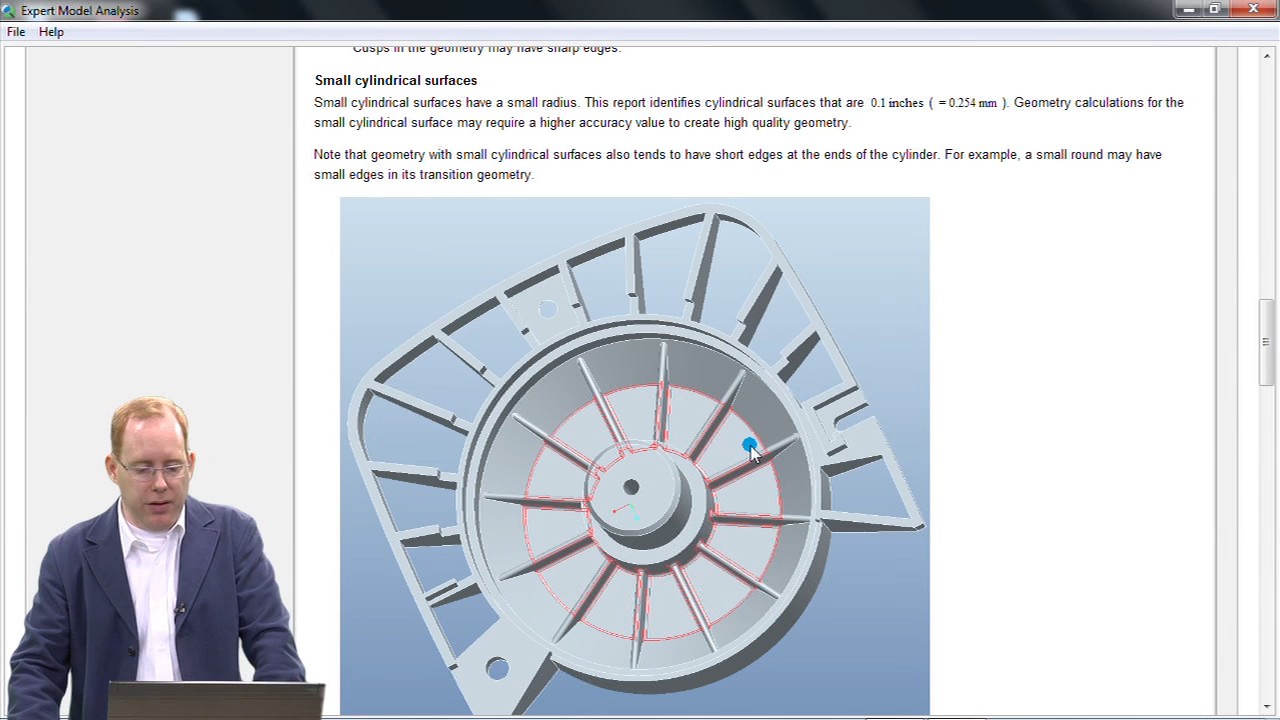 Expert Model Analysis
File Help
Cusps in the geometry may have sharp edges.
Small cylindrical surfaces
Small cylindrical surfaces have a small radius. This report identifies cylindrical surfaces that are 0.1 inches ( = 0.254 mm ). Geometry calculations for the
small cylindrical surface may require a higher accuracy value to create high quality geometry.
Note that geometry with small cylindrical surfaces also tends to have short edges at the ends of the cylinder. For example, a small round may have
small edges in its transition geometry.